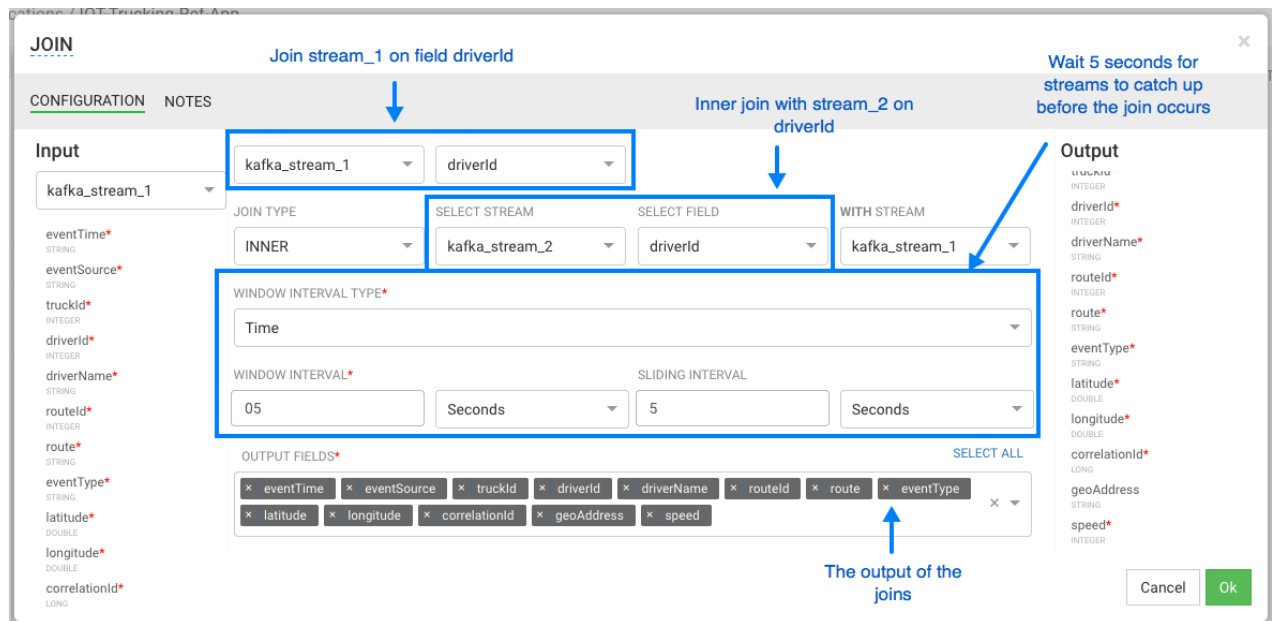 JOIN
×
Join stream_1 on field driverId
Wait 5 seconds for
streams to catch up
before the join occurs
CONFIGURATION NOTES
Inner join with stream_2 on
driverId
Input
kafka_stream_1
eventTime*
STRING
eventSource*
STRING
truckId*
INTEGER
driverId*
INTEGER
driverName*
STRING
routeId*
INTEGER
route*
STRING
eventType*
STRING
latitude*
DOUBLE
longitude*
DOUBLE
correlationId*
LONG
kafka_stream_1 driverId
JOIN TYPE SELECT STREAM SELECT FIELD WITH STREAM
INNER kafka_stream_2 driverId kafka_stream_1
WINDOW INTERVAL TYPE*
Time
WINDOW INTERVAL* SLIDING INTERVAL
05 Seconds 5 Seconds
OUTPUT FIELDS* SELECT ALL
× eventTime × eventSource × truckId × driverId × driverName × routeId × route × eventType
× latitude × longitude × correlationId × geoAddress × speed
×
The output of the
joins
Output
INTEGER
driverId*
INTEGER
driverName*
STRING
routeId*
INTEGER
route*
STRING
eventType*
STRING
latitude*
DOUBLE
longitude*
DOUBLE
correlationId*
LONG
geoAddress
STRING
speed*
INTEGER
Cancel Ok